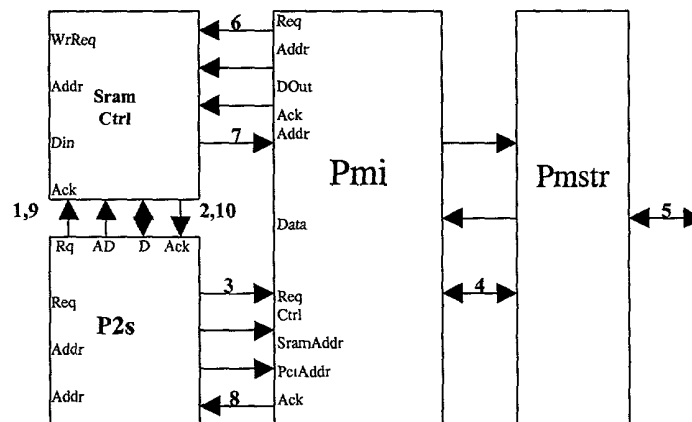 WrReq
Addr
Sram
Ctrl
Din
Ack
6
7
Req
Addr
DOut
Ack
Addr
Pmi
Data
Req
Ctrl
SramAddr
PciAddr
Ack
Pmstr
5
4
1,9
2,10
Rq AD D Ack
Req
P2s
Addr
Addr
3
8